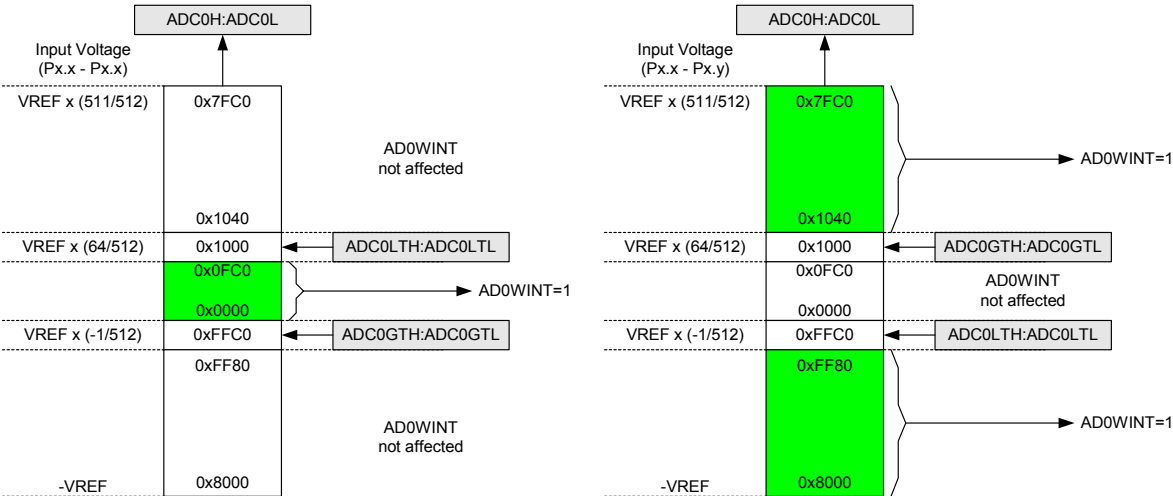 ADC0H:ADC0L
Input Voltage
(Px.x - Px.x)
VREF x (511/512)
0x7FC0
AD0WINT
not affected
0x1040
VREF x (64/512)
0x1000
ADC0LTH:ADC0LTL
0x0FC0
AD0WINT=1
0x0000
VREF x (-1/512)
0xFFC0
ADC0GTH:ADC0GTL
0xFF80
AD0WINT
not affected
-VREF
0x8000
ADC0H:ADC0L
Input Voltage
(Px.x - Px.y)
VREF x (511/512)
0x7FC0
AD0WINT=1
0x1040
VREF x (64/512)
0x1000
ADC0GTH:ADC0GTL
0x0FC0
AD0WINT
not affected
0x0000
VREF x (-1/512)
0xFFC0
ADC0LTH:ADC0LTL
0xFF80
AD0WINT=1
-VREF
0x8000